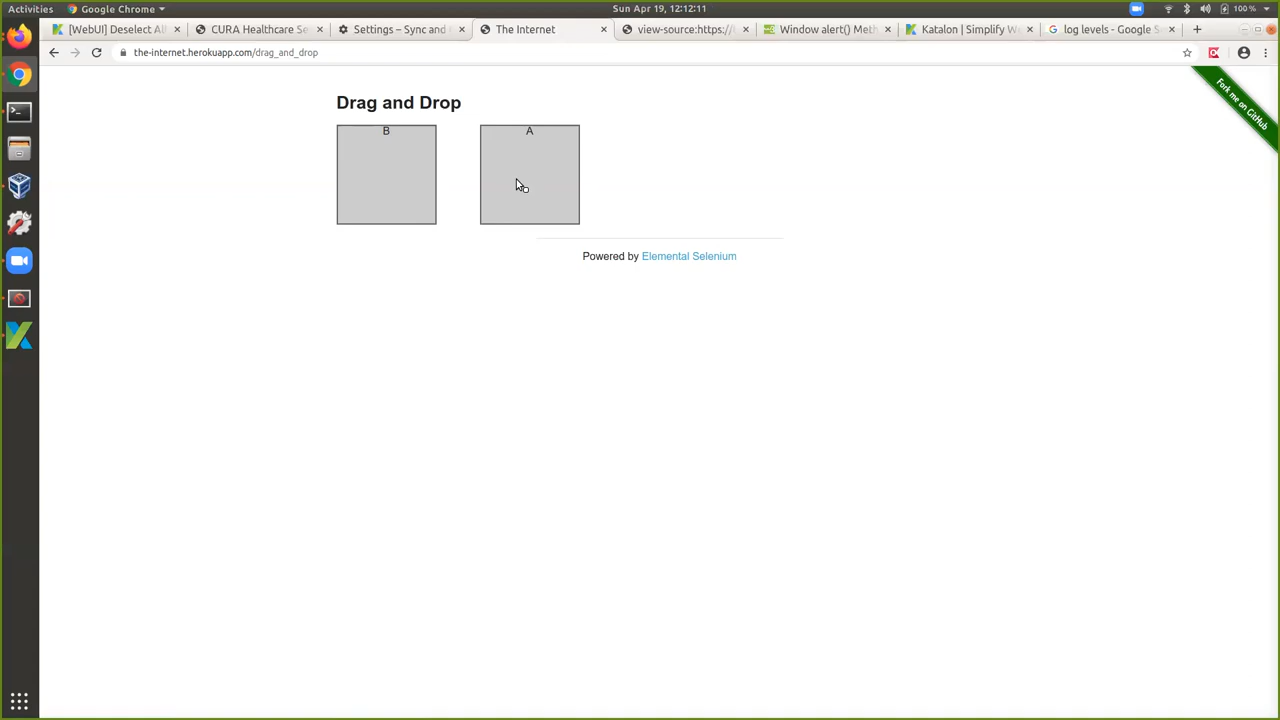 Activities Google Chrome Sun Apr 19, 12:12:11 100 %
[WebUI] Deselect All CURA Healthcare Se Settings – Sync and The Internet view-source:https:// Window alert() Meth Katalon | Simplify We log levels - Google S
the-internet.herokuapp.com/drag_and_drop
Fork me on GitHub
Drag and Drop
B A
Powered by Elemental Selenium